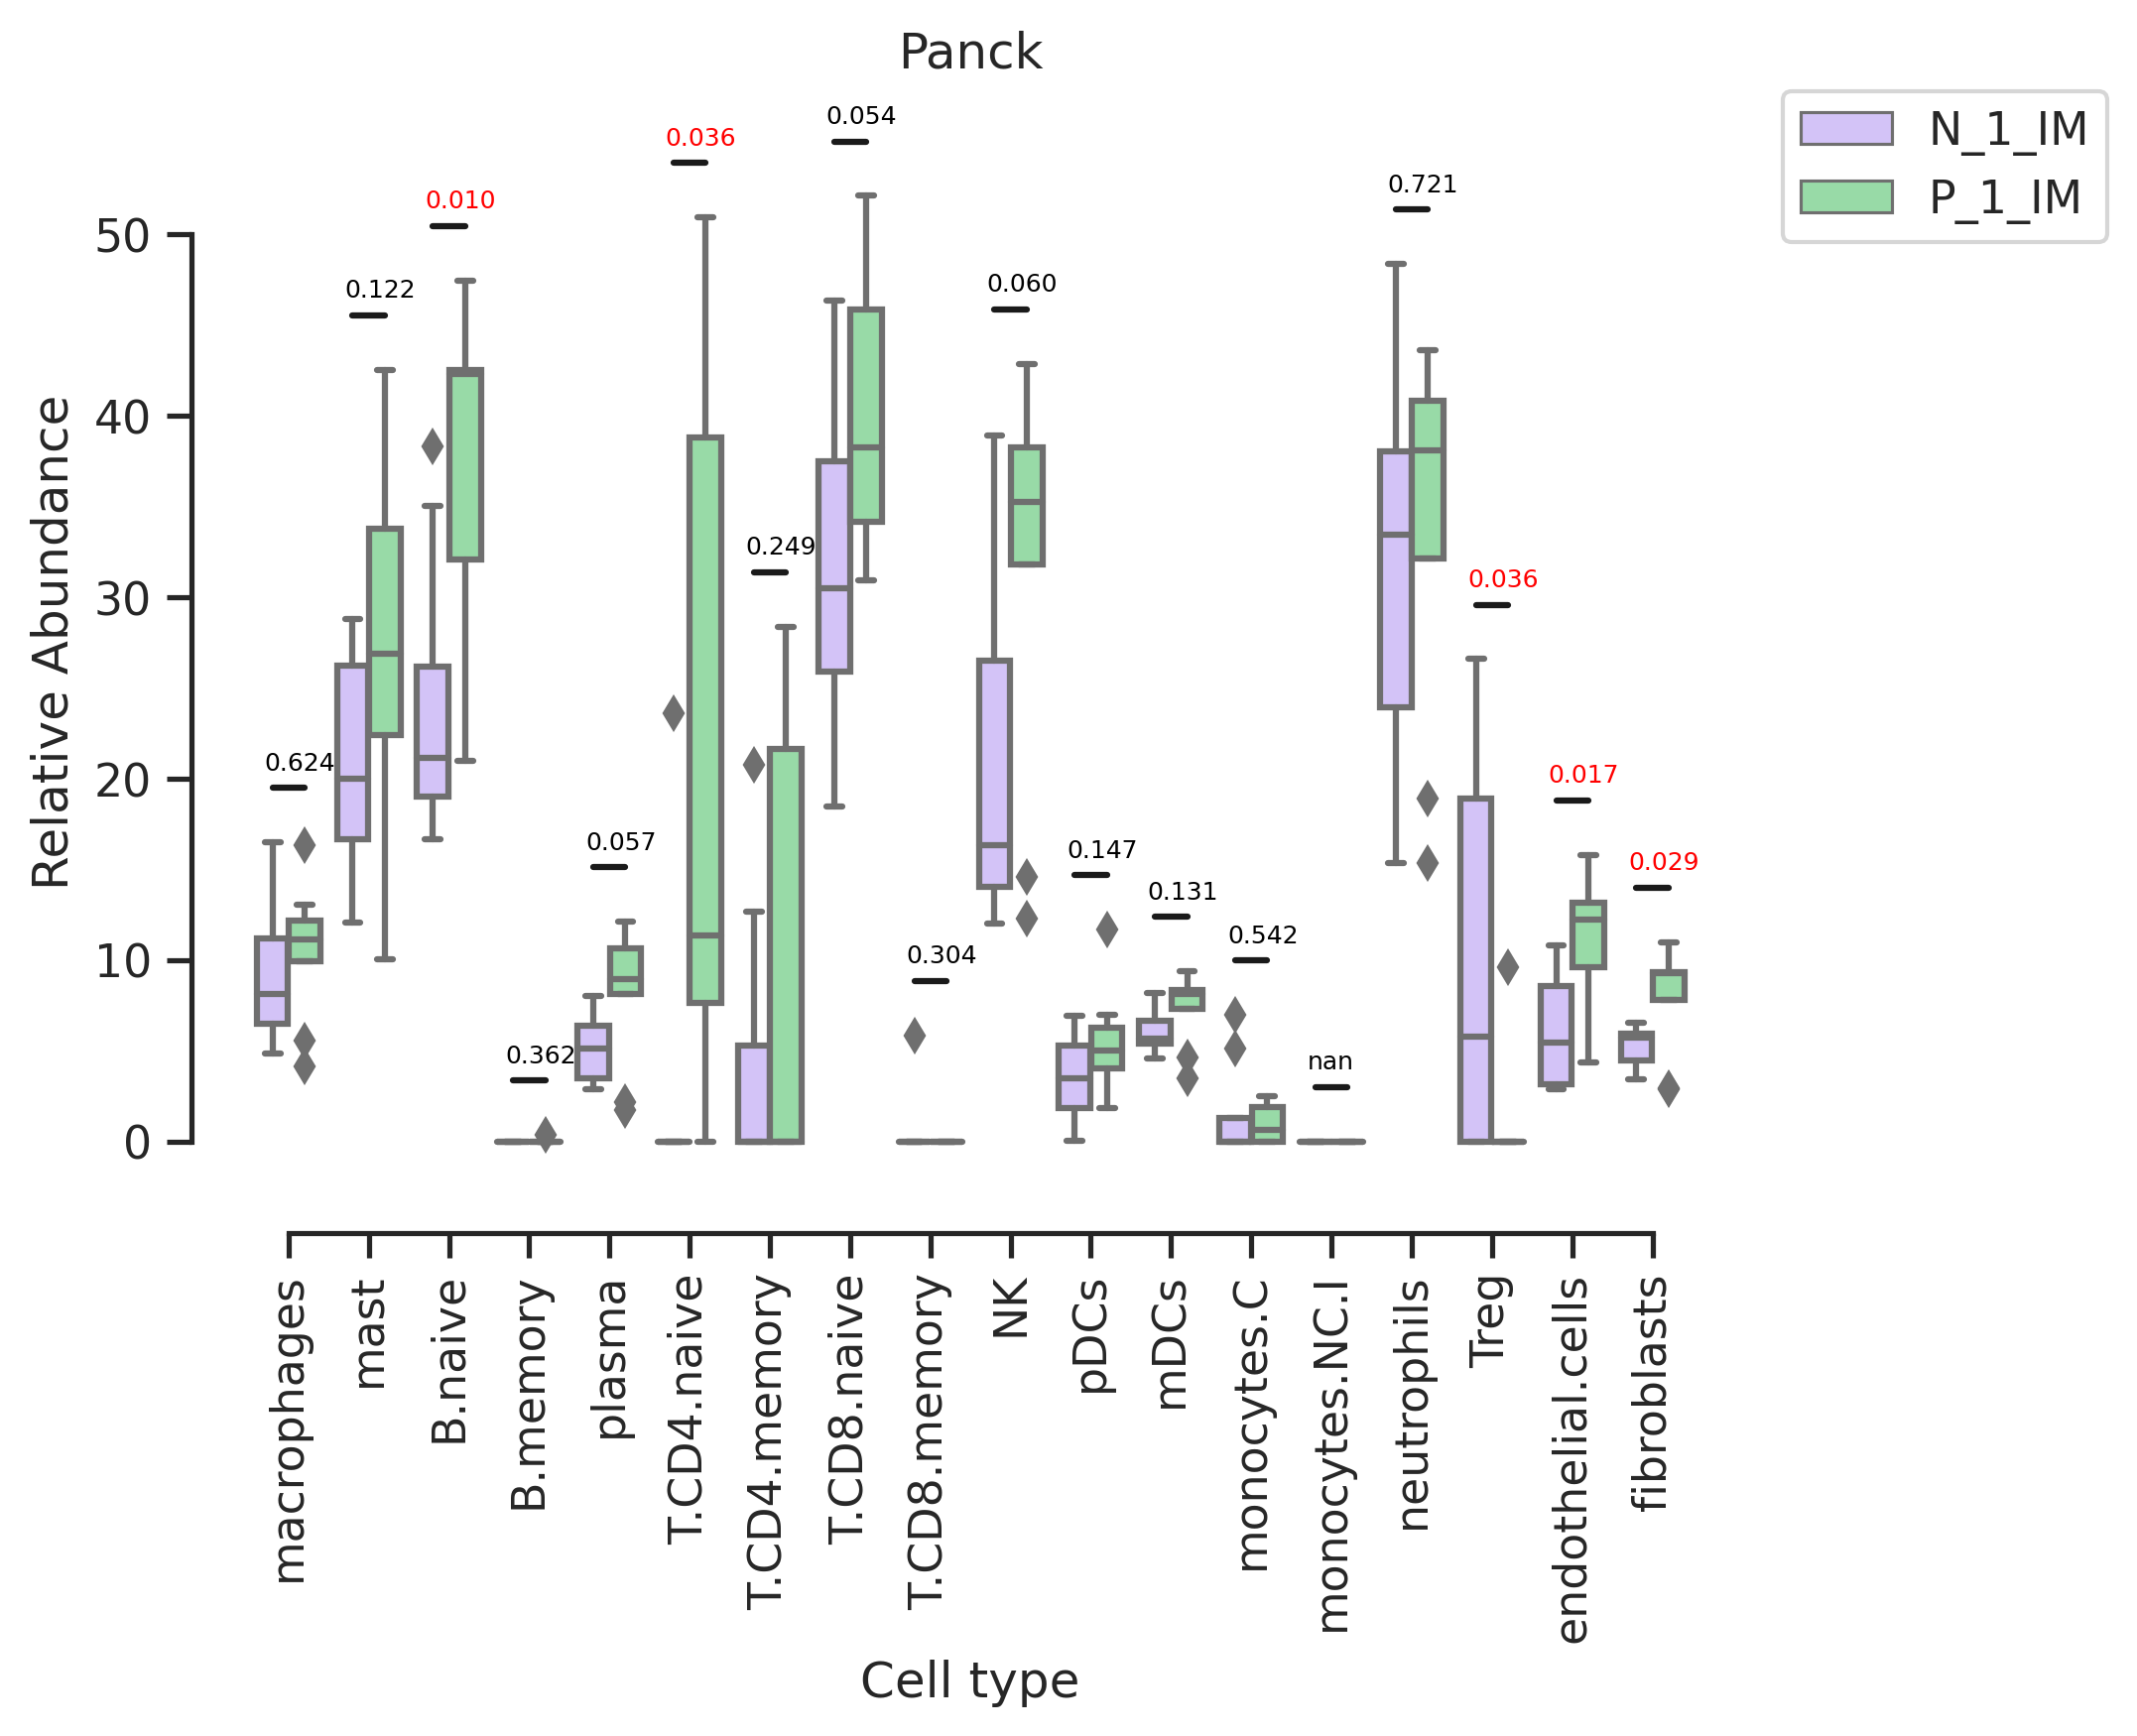 Panck
N_1_IM
P_1_IM
Relative Abundance
50
40
30
20
10
0
0.624
0.122
0.010
0.362
0.057
0.036
0.249
0.054
0.304
0.060
0.147
0.131
0.542
nan
0.721
0.036
0.017
0.029
macrophages
mast
B.naive
B.memory
plasma
T.CD4.naive
T.CD4.memory
T.CD8.naive
T.CD8.memory
NK
pDCs
mDCs
monocytes.C
monocytes.NC.I
neutrophils
Treg
endothelial.cells
fibroblasts
Cell type